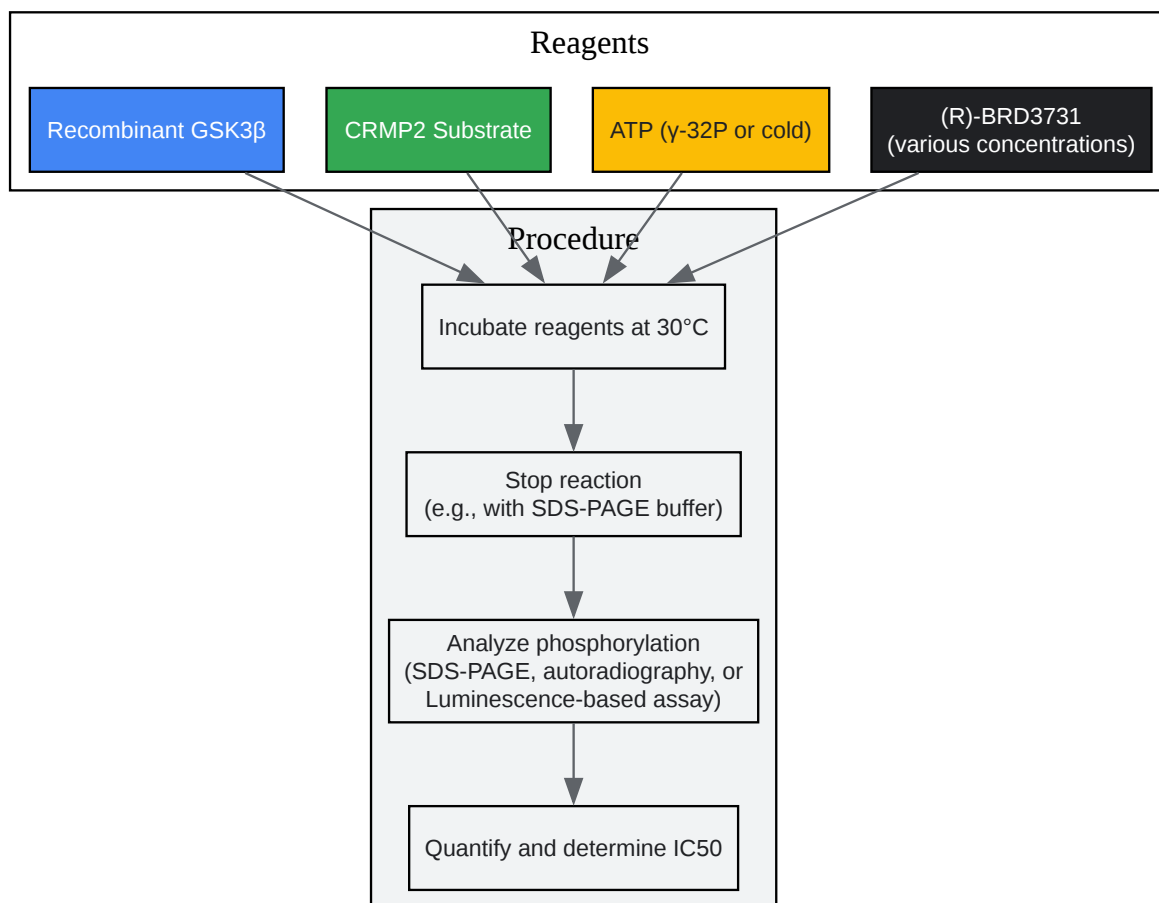 Reagents
Recombinant GSK3β
CRMP2 Substrate
ATP (γ-32P or cold)
(R)-BRD3731
(various concentrations)
Procedure
Incubate reagents at 30°C
Stop reaction
(e.g., with SDS-PAGE buffer)
Analyze phosphorylation
(SDS-PAGE, autoradiography, or
Luminescence-based assay)
Quantify and determine IC50